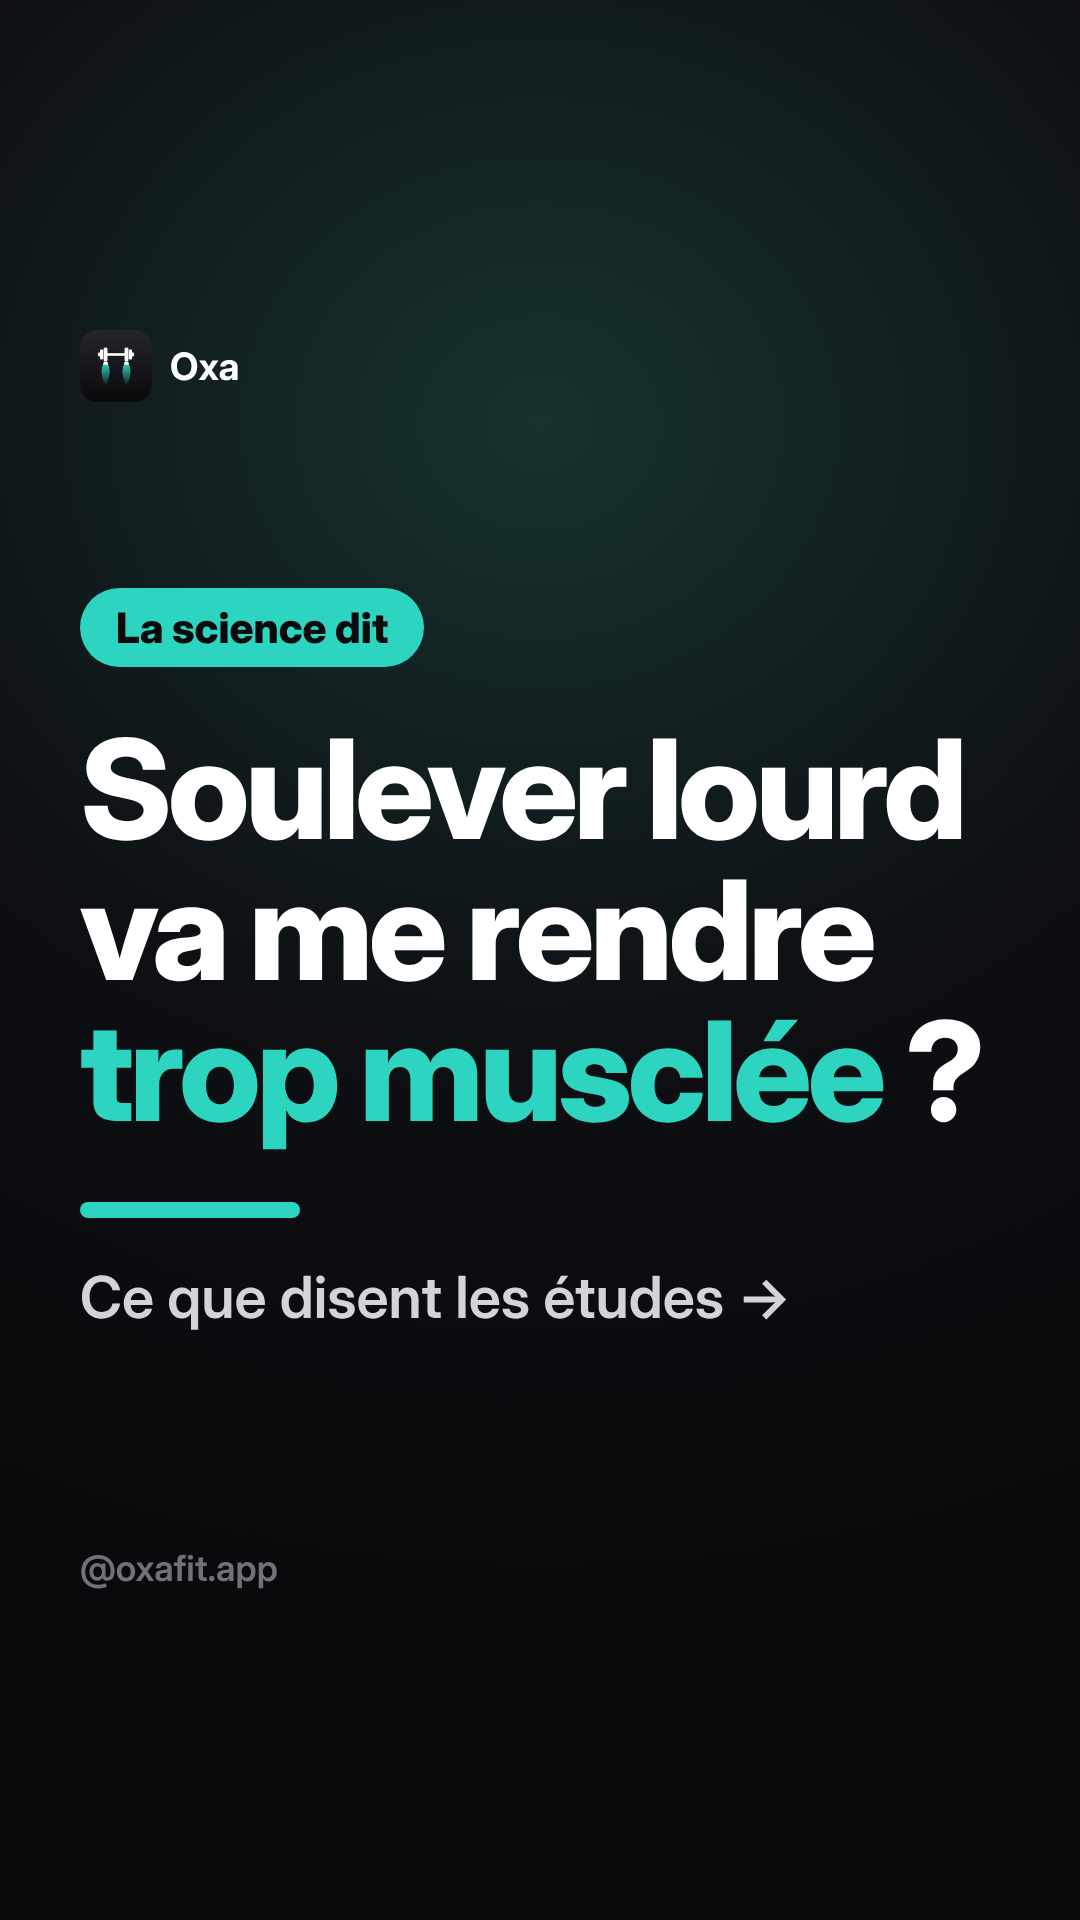 Oxa
La science dit
Soulever lourd
va me rendre
trop musclée ?
Ce que disent les études →
@oxafit.app